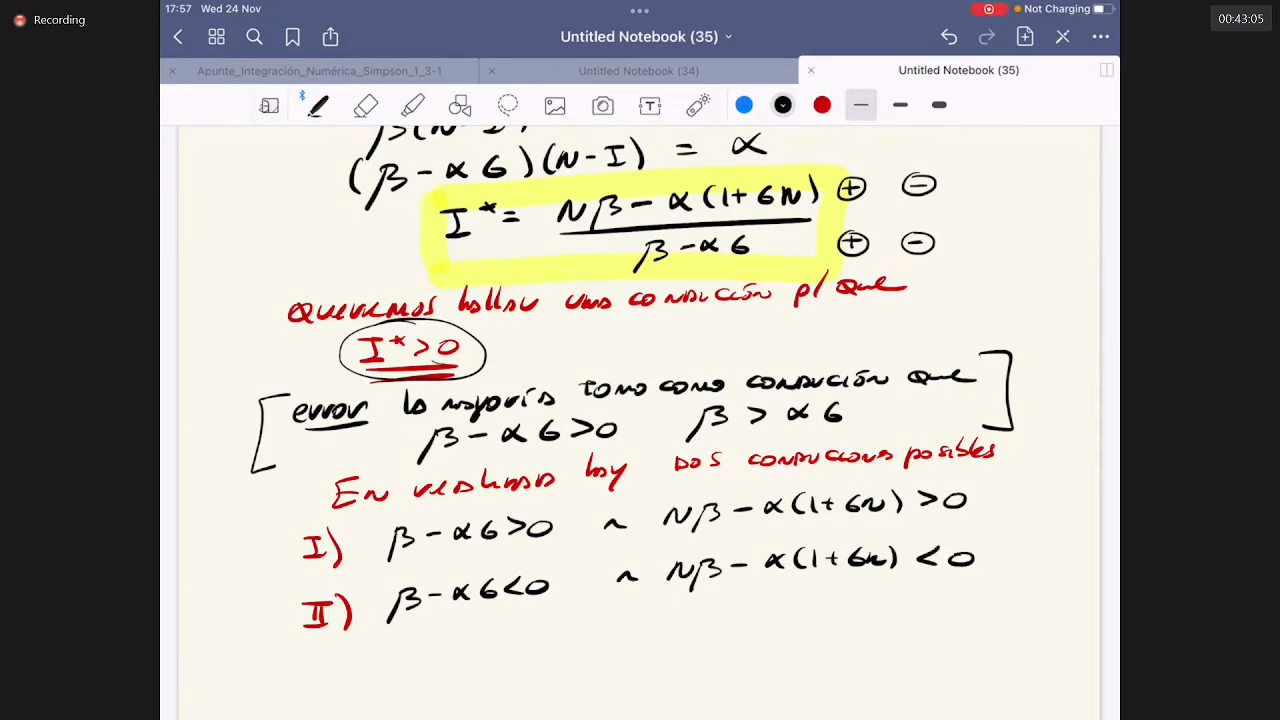 Recording
17:57 Wed 24 Nov
Not Charging
00:43:05
Untitled Notebook (35)
Apunte_Integración_Numérica_Simpson_1_3-1
Untitled Notebook (34)
Untitled Notebook (35)
β(N-I)
(β - α6)(N-I) = α
I* = Nβ - α(1+6N) / β - α6 ⊕ ⊖ ⊕ ⊖
Queremos hallar una condición p/ que
I* > 0
[error la mayoría tomo como condición que
β - α6 > 0 β > α6]
En realidad hay dos condiciones posibles
I) β - α6 > 0 ~ Nβ - α(1+6N) > 0
II) β - α6 < 0 ~ Nβ - α(1+6N) < 0